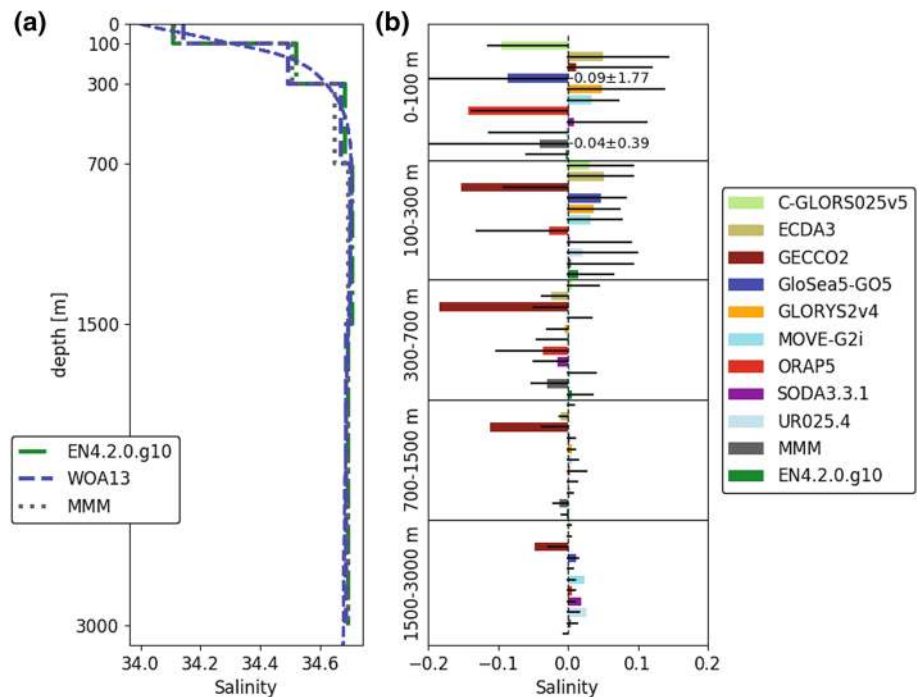 (a)
0
100
300
700
1500
3000
depth [m]
34.0 34.2 34.4 34.6
Salinity
EN4.2.0.g10
WOA13
MMM
(b)
0-100 m
100-300 m
300-700 m
700-1500 m
1500-3000 m
-0.09±1.77
-0.04±0.39
−0.2 −0.1 0.0 0.1 0.2
Salinity
C-GLORS025v5
ECDA3
GECCO2
GloSea5-GO5
GLORYS2v4
MOVE-G2i
ORAP5
SODA3.3.1
UR025.4
MMM
EN4.2.0.g10